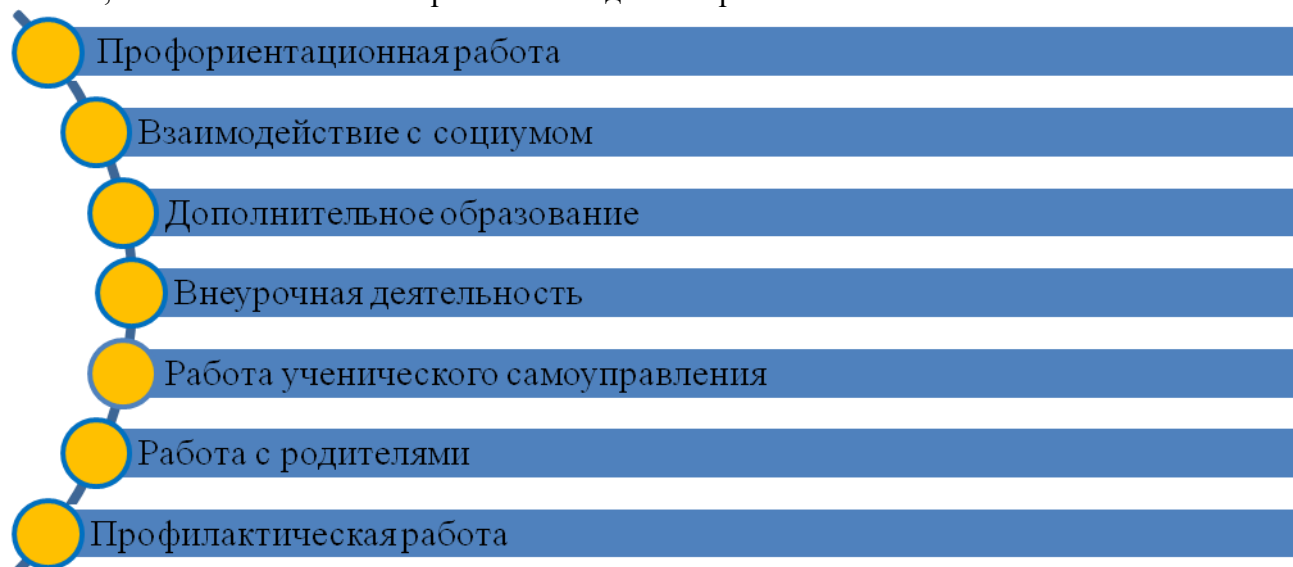 Профориентационная работа
Взаимодействие с социумом
Дополнительное образование
Внеурочная деятельность
Работа ученического самоуправления
Работа с родителями
Профилактическая работа